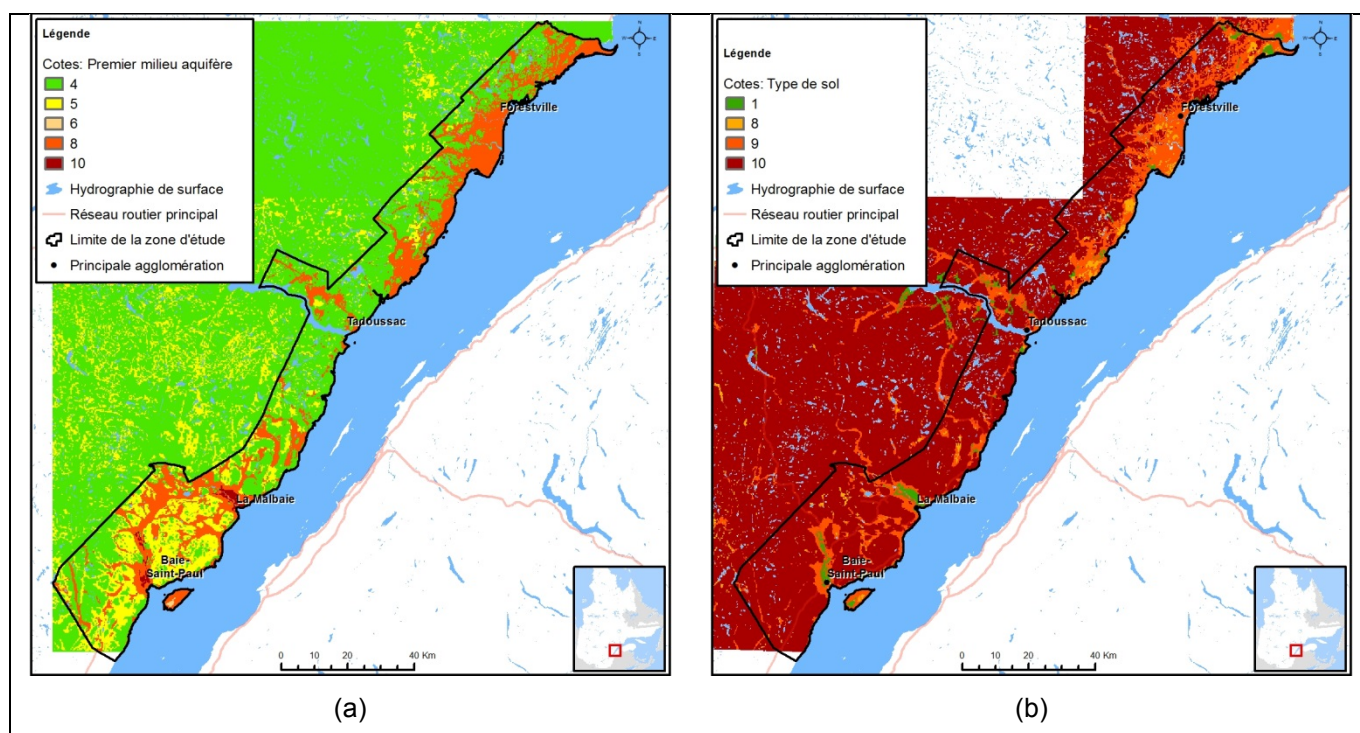 Légende
Cotes: Premier milieu aquifère
4
5
6
8
10
Hydrographie de surface
Réseau routier principal
Limite de la zone d'étude
Principale agglomération
N
E
S
Forestville
Tadoussac
La Malbaie
Baie-
Saint-Paul
0 10 20 40 Km
(a)
Légende
Cotes: Type de sol
1
8
9
10
Hydrographie de surface
Réseau routier principal
Limite de la zone d'étude
Principale agglomération
N
E
S
Forestville
Tadoussac
La Malbaie
Baie-
Saint-Paul
0 10 20 40 Km
(b)